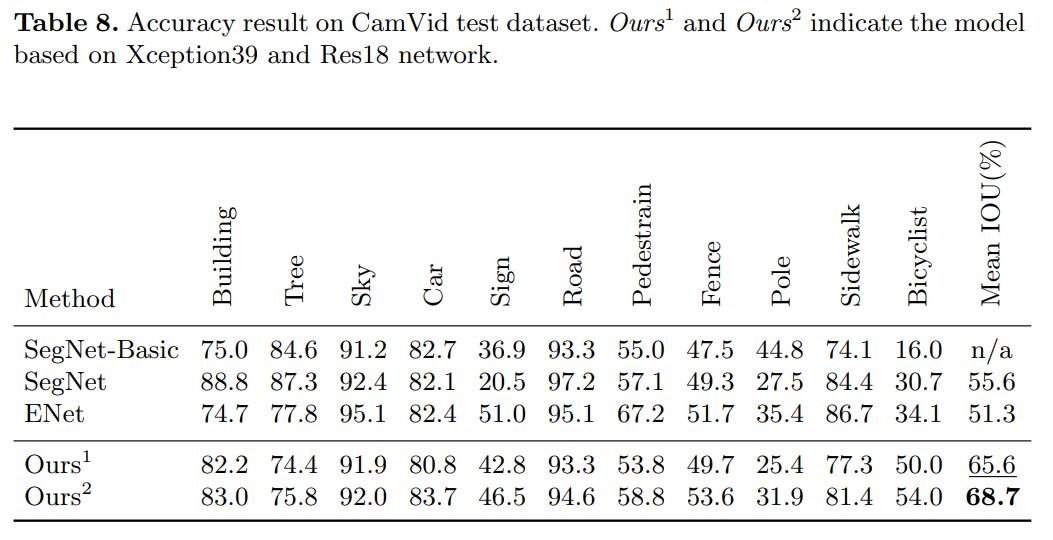 Table 8. Accuracy result on CamVid test dataset. Ours¹ and Ours² indicate the model
based on Xception39 and Res18 network.
Method Building Tree Sky Car Sign Road Pedestrain Fence Pole Sidewalk Bicyclist Mean IOU(%)
SegNet-Basic 75.0 84.6 91.2 82.7 36.9 93.3 55.0 47.5 44.8 74.1 16.0 n/a
SegNet 88.8 87.3 92.4 82.1 20.5 97.2 57.1 49.3 27.5 84.4 30.7 55.6
ENet 74.7 77.8 95.1 82.4 51.0 95.1 67.2 51.7 35.4 86.7 34.1 51.3
Ours¹ 82.2 74.4 91.9 80.8 42.8 93.3 53.8 49.7 25.4 77.3 50.0 65.6
Ours² 83.0 75.8 92.0 83.7 46.5 94.6 58.8 53.6 31.9 81.4 54.0 68.7